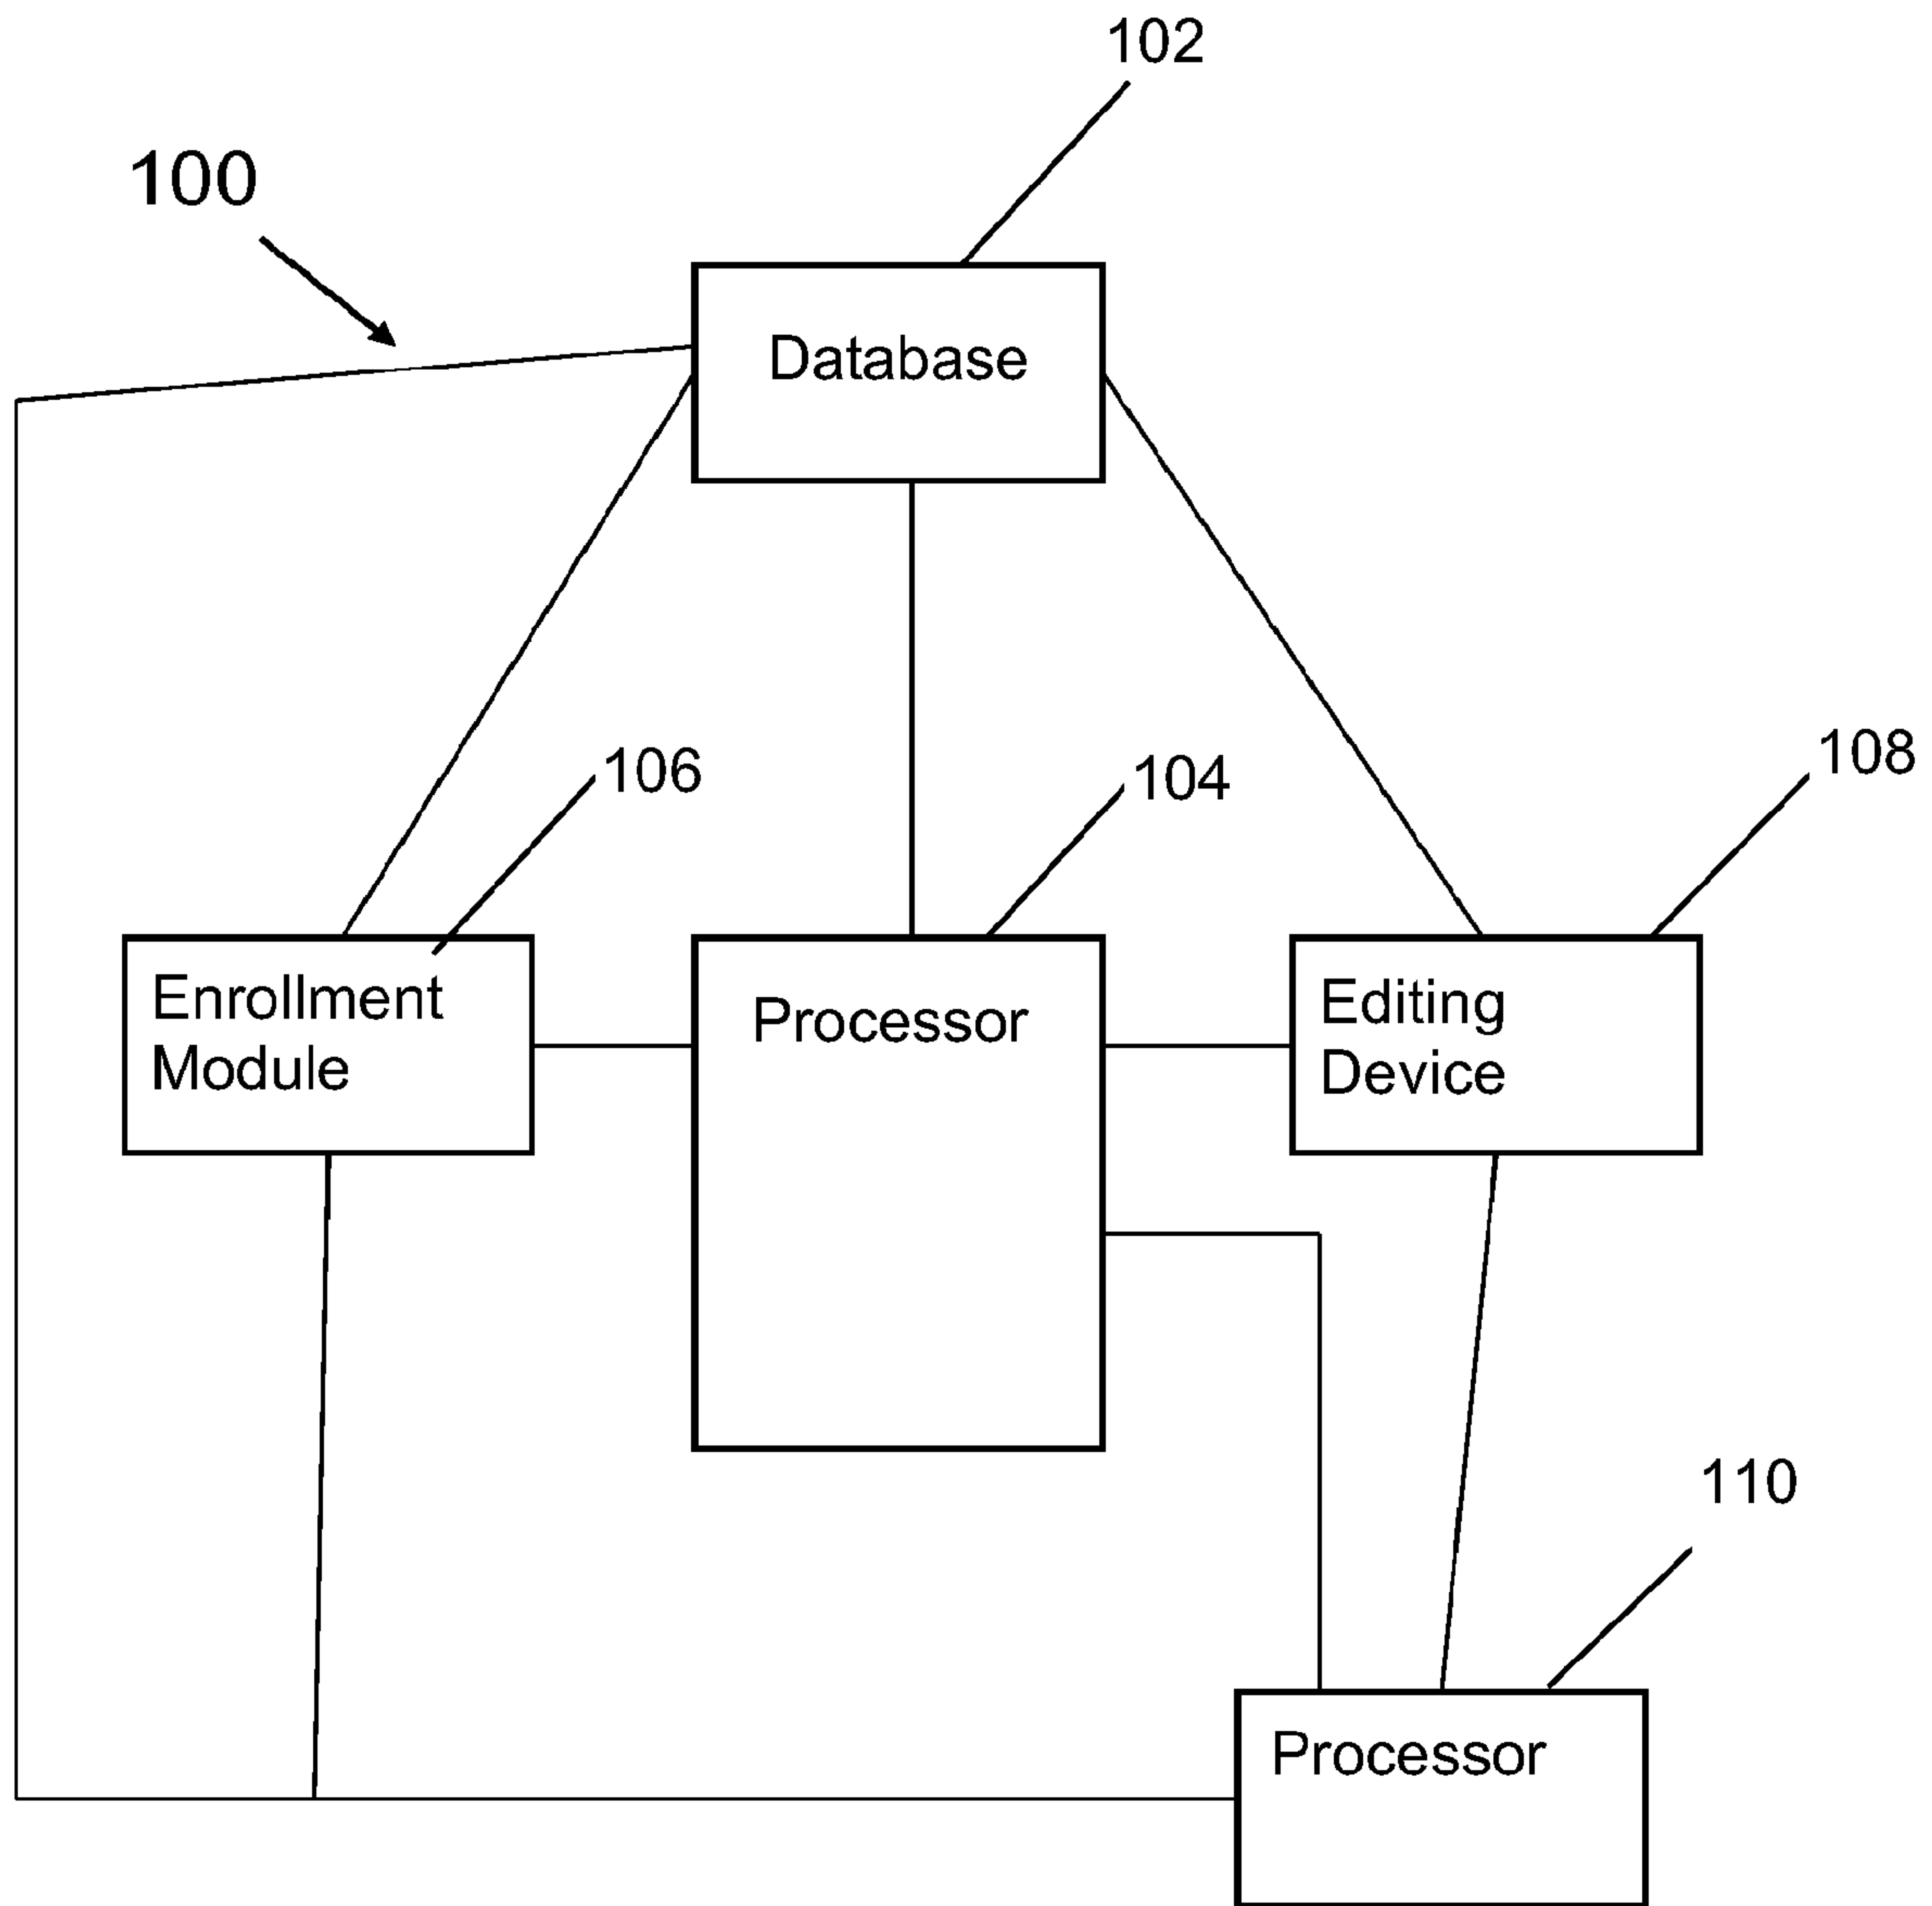 102
100
Database
106
104
108
Enrollment
Module
Processor
Editing
Device
110
Processor